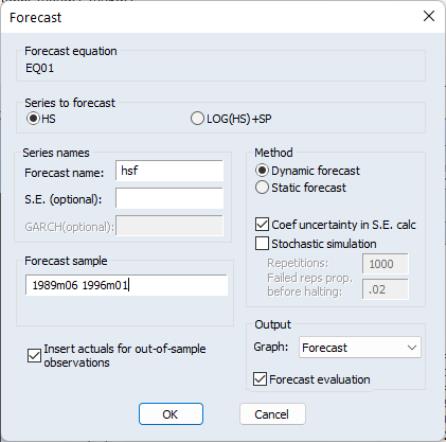 Forecast
Forecast equation
EQ01
Series to forecast
HS LOG(HS)+SP
Series names
Forecast name: hsf
S.E. (optional):
GARCH(optional):
Forecast sample
1989m06 1996m01
Insert actuals for out-of-sample
observations
Method
Dynamic forecast
Static forecast
Coef uncertainty in S.E. calc
Stochastic simulation
Repetitions: 1000
Failed reps prop.
before halting: .02
Output
Graph: Forecast
Forecast evaluation
OK Cancel